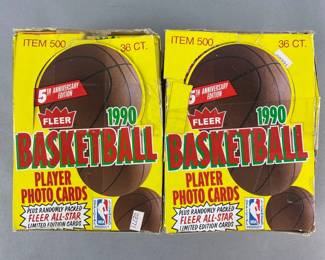 ITEM 500
36 CT.
5TH ANNIVERSARY
EDITION
FLEER
1990
BASKETBALL
PLAYER
PHOTO CARDS
PLUS RANDOMLY PACKED
FLEER ALL-STAR
LIMITED EDITION CARDS
NBA
ITEM 500
36 CT.
5TH ANNIVERSARY
EDITION
FLEER
1990
BASKETBALL
PLAYER
PHOTO CARDS
PLUS RANDOMLY PACKED
FLEER ALL-STAR
LIMITED EDITION CARDS
NBA